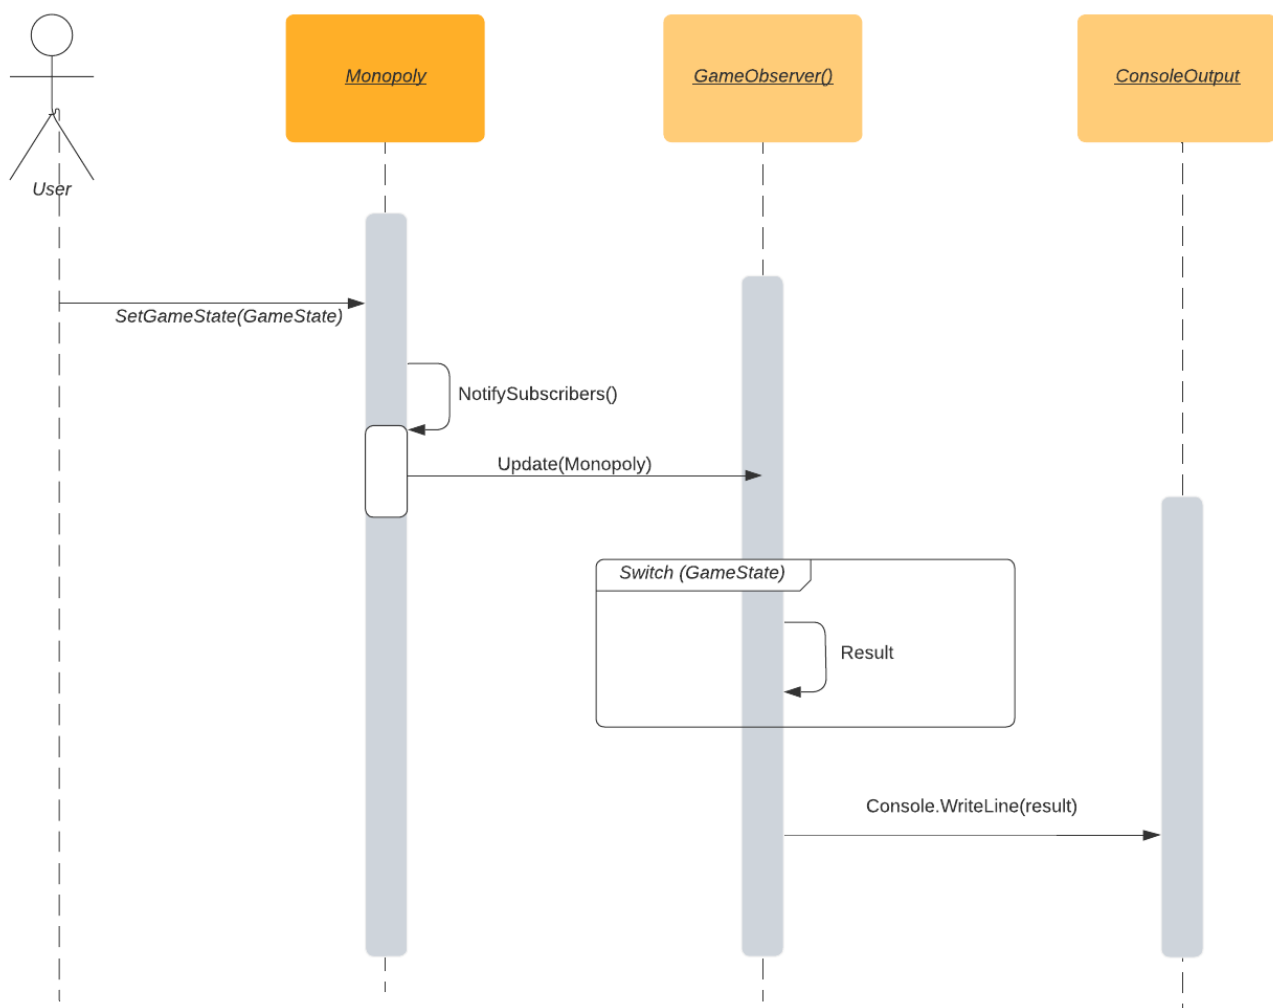 Monopoly
GameObserver()
ConsoleOutput
User
SetGameState(GameState)
NotifySubscribers()
Update(Monopoly)
Switch (GameState)
Result
Console.WriteLine(result)